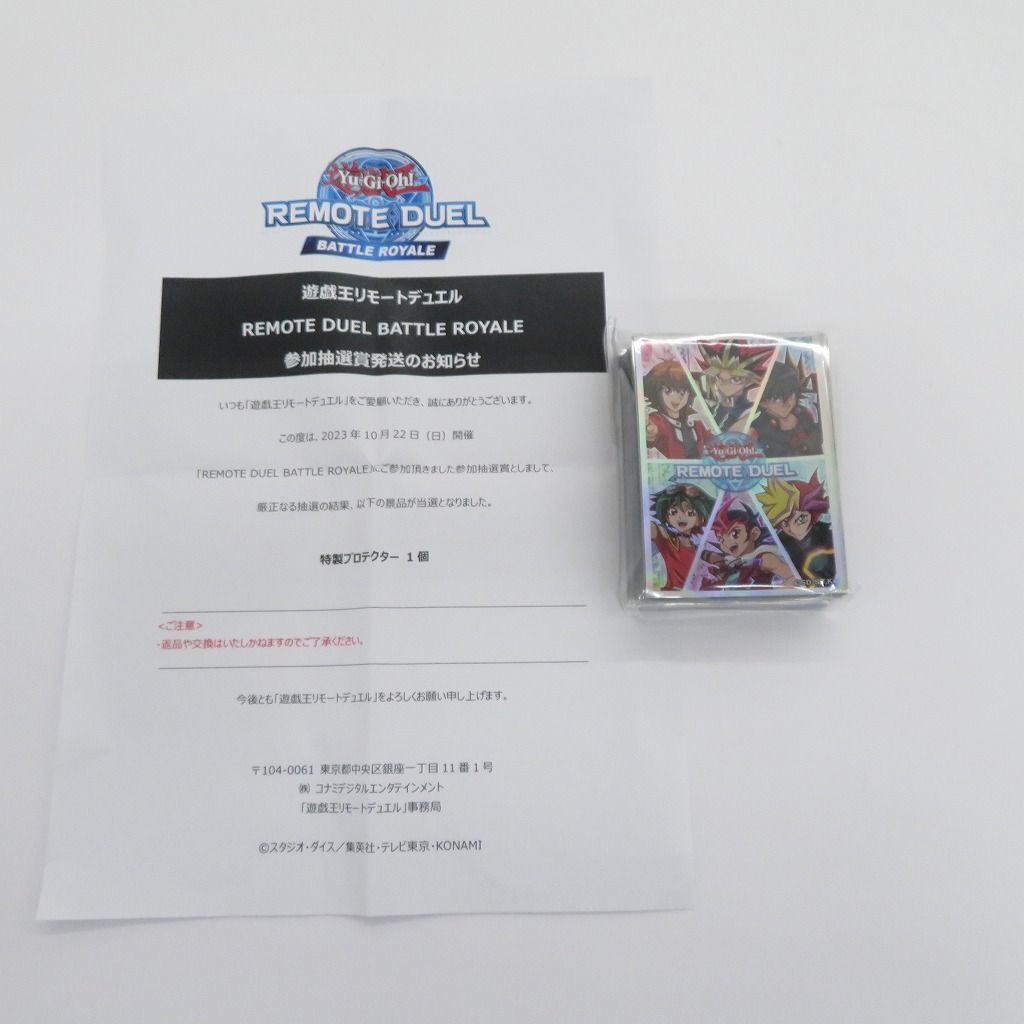 Yu-Gi-Oh!
REMOTE DUEL
BATTLE ROYALE
遊戯王リモートデュエル
REMOTE DUEL BATTLE ROYALE
参加抽選賞発送のお知らせ
いつも「遊戯王リモートデュエル」をご愛顧いただき、誠にありがとうございます。
この度は、2023年10月22日（日）開催
「REMOTE DUEL BATTLE ROYALE」にご参加頂きました参加抽選賞としまして、
厳正なる抽選の結果、以下の景品が当選となりました。
特製プロテクター 1個
<ご注意>
・返品や交換はいたしかねますのでご了承ください。
今後とも「遊戯王リモートデュエル」をよろしくお願い申し上げます。
〒104-0061 東京都中央区銀座一丁目11番1号
㈱ コナミデジタルエンタテインメント
「遊戯王リモートデュエル」事務局
©スタジオ・ダイス／集英社・テレビ東京・KONAMI
Yu-Gi-Oh!
REMOTE DUEL